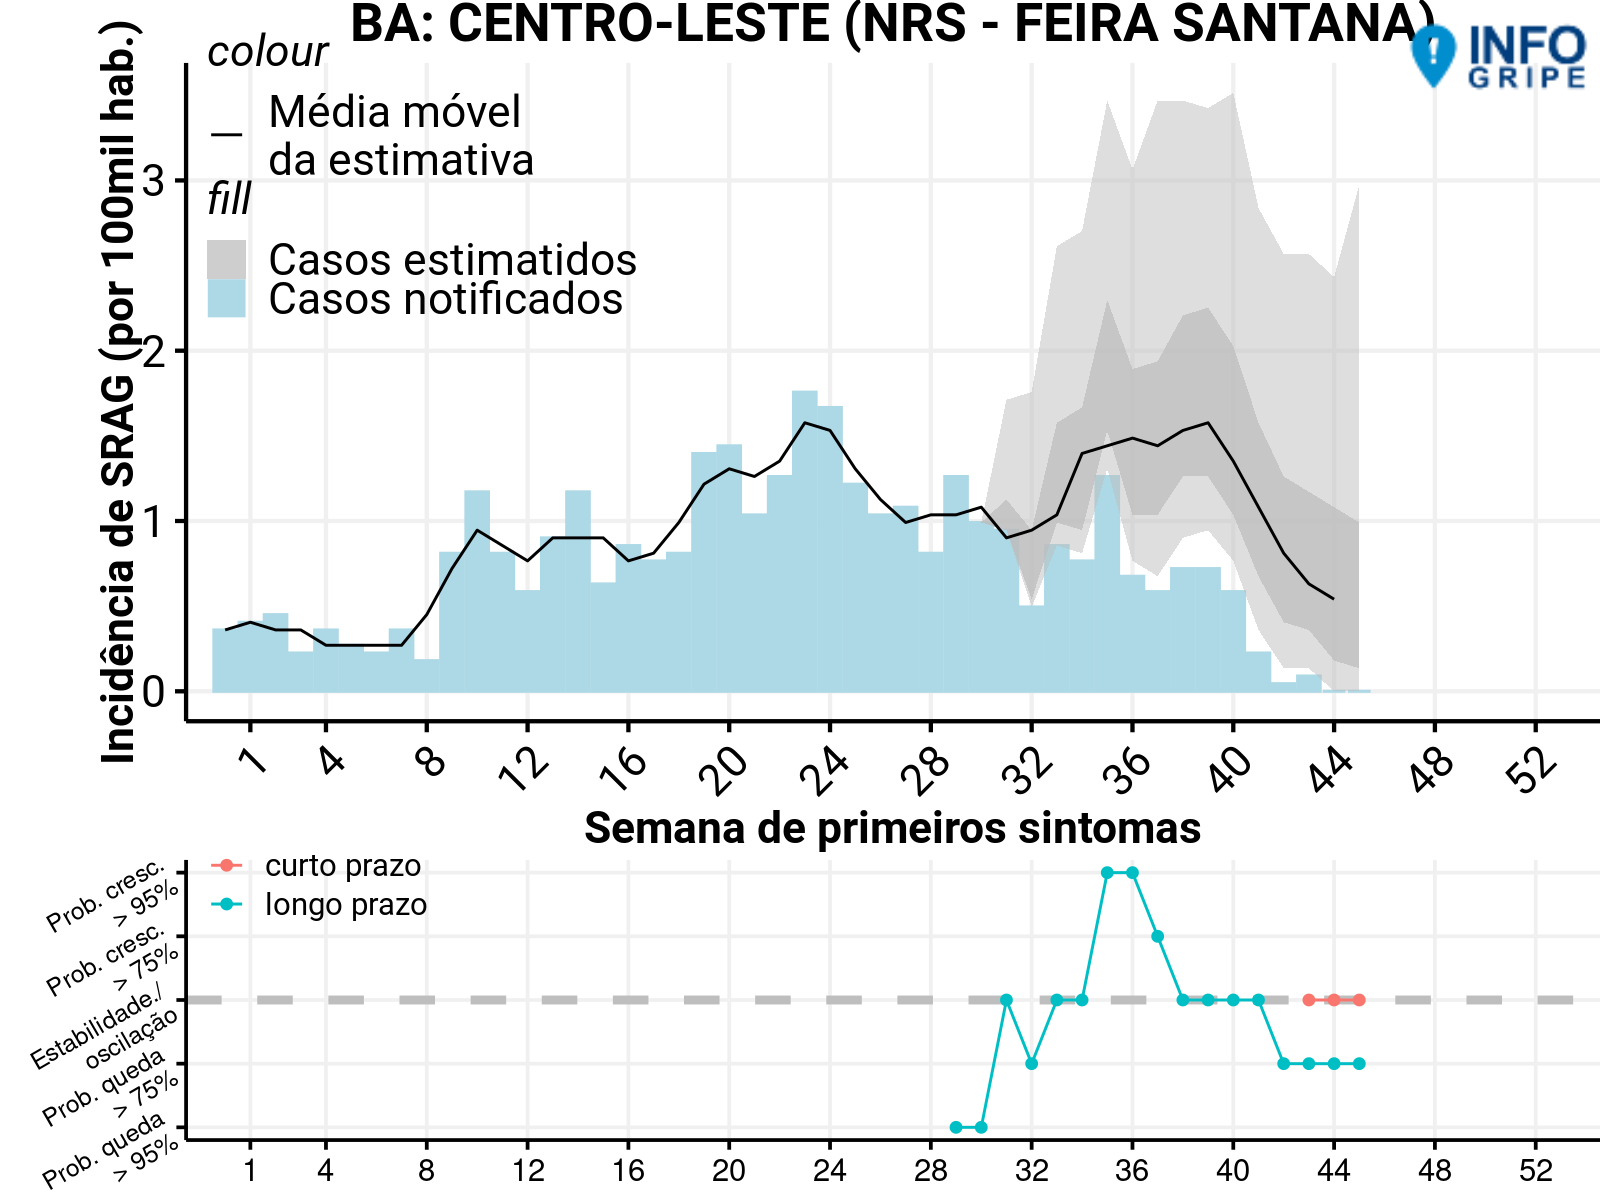 BA: CENTRO-LESTE (NRS - FEIRA SANTANA)
INFO
GRIPE
colour
Média móvel
da estimativa
fill
Casos estimatidos
Casos notificados
Incidência de SRAG (por 100mil hab.)
3
2
1
0
1 4 8 12 16 20 24 28 32 36 40 44 48 52
Semana de primeiros sintomas
curto prazo
longo prazo
Prob. cresc.
> 95%
Prob. cresc.
> 75%
Estabilidade./
oscilação
Prob. queda
> 75%
Prob. queda
> 95%
1 4 8 12 16 20 24 28 32 36 40 44 48 52